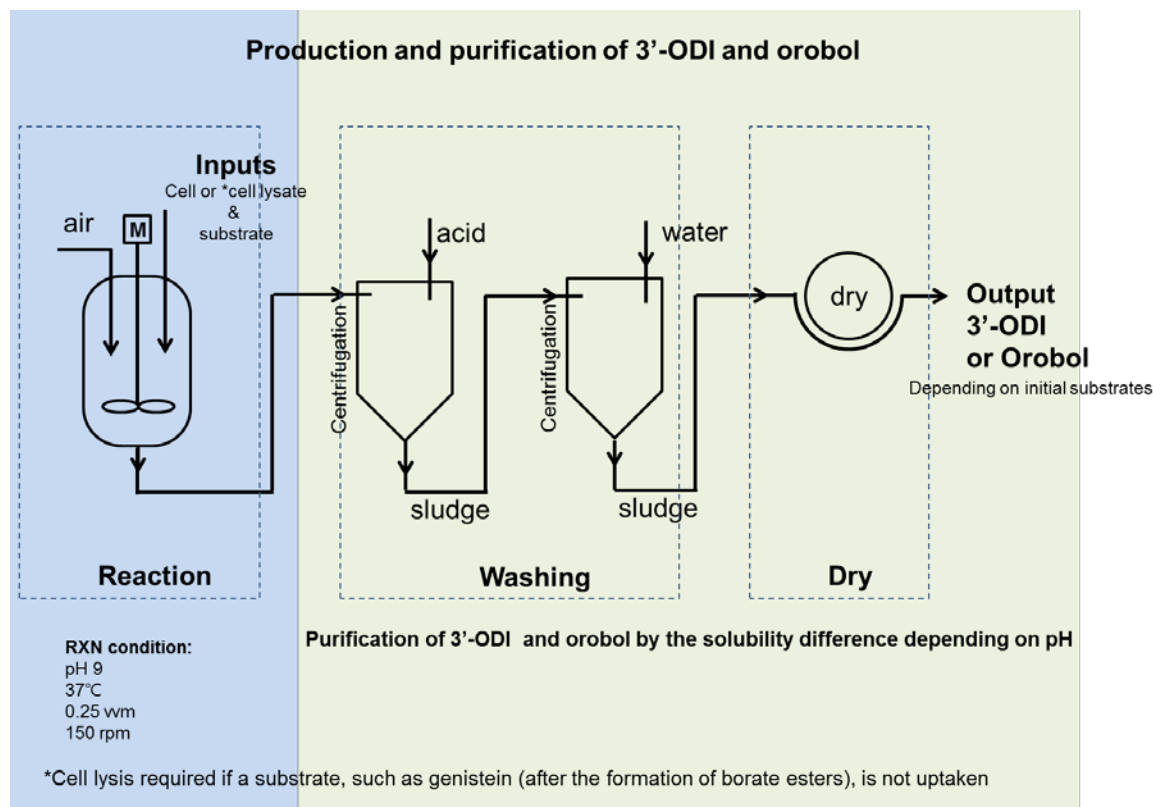 Production and purification of 3’-ODI and orobol
Inputs
Cell or *cell lysate
&
substrate
air
M
acid
water
Centrifugation
Centrifugation
dry
Output
3’-ODI
or Orobol
Depending on initial substrates
sludge
sludge
Reaction
Washing
Dry
RXN condition:
pH 9
37℃
0.25 vvm
150 rpm
Purification of 3’-ODI and orobol by the solubility difference depending on pH
*Cell lysis required if a substrate, such as genistein (after the formation of borate esters), is not uptaken